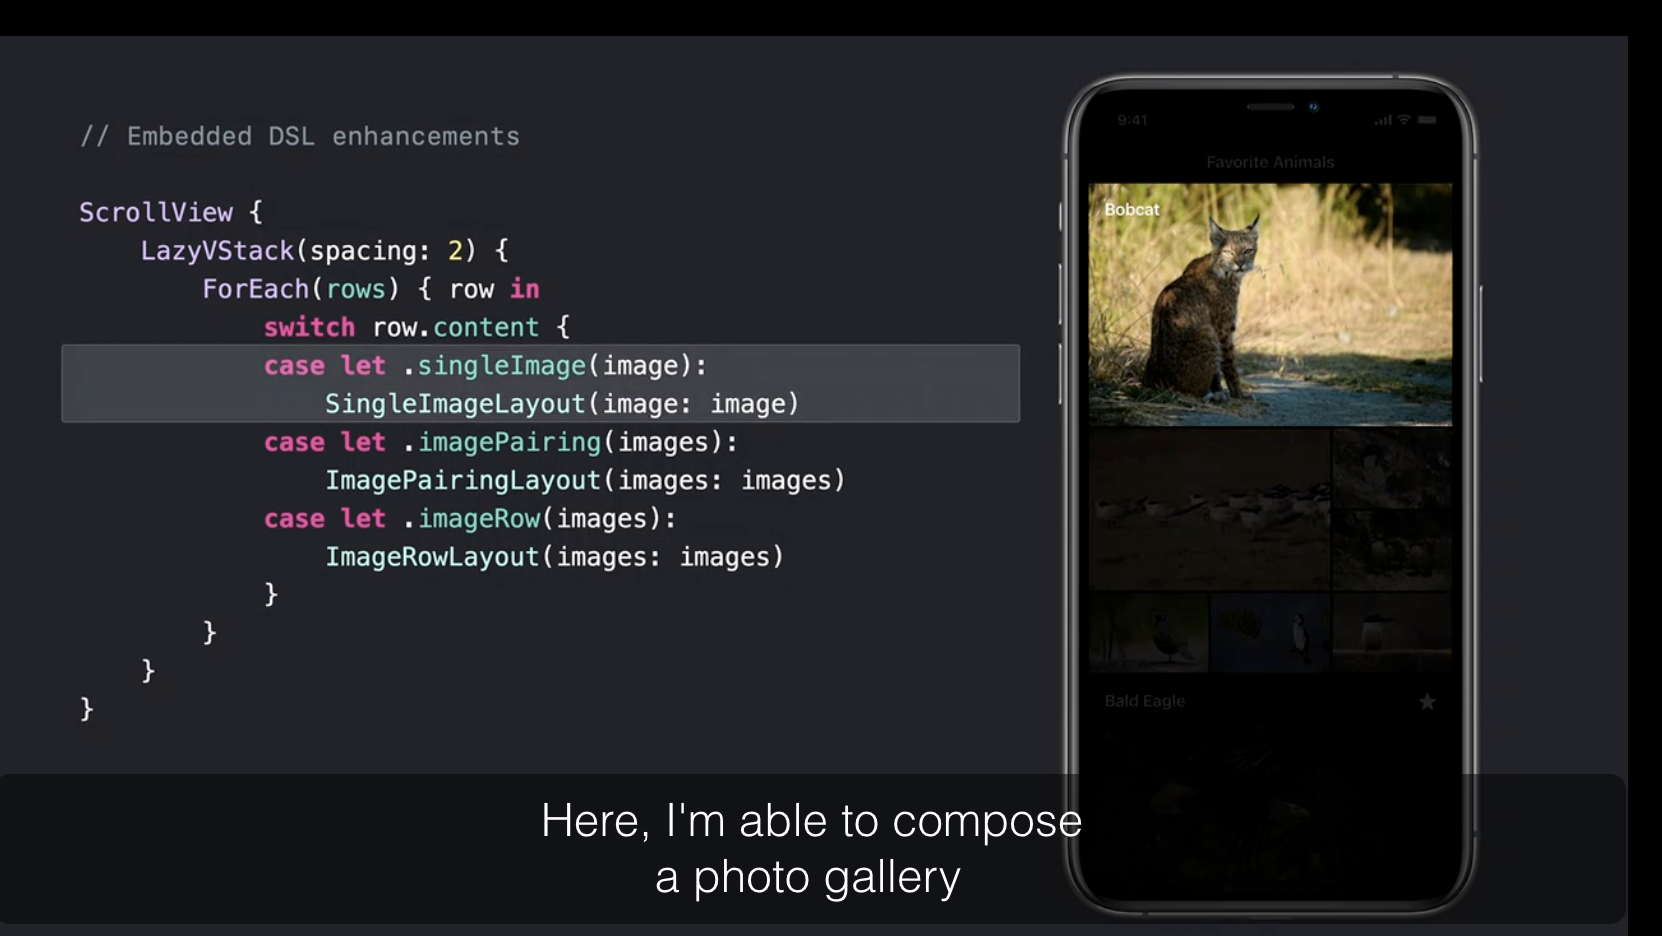 // Embedded DSL enhancements
ScrollView {
    LazyVStack(spacing: 2) {
        ForEach(rows) { row in
            switch row.content {
            case let .singleImage(image):
                SingleImageLayout(image: image)
            case let .imagePairing(images):
                ImagePairingLayout(images: images)
            case let .imageRow(images):
                ImageRowLayout(images: images)
            }
        }
    }
}
9:41
Favorite Animals
Bobcat
Bald Eagle
Here, I'm able to compose
a photo gallery